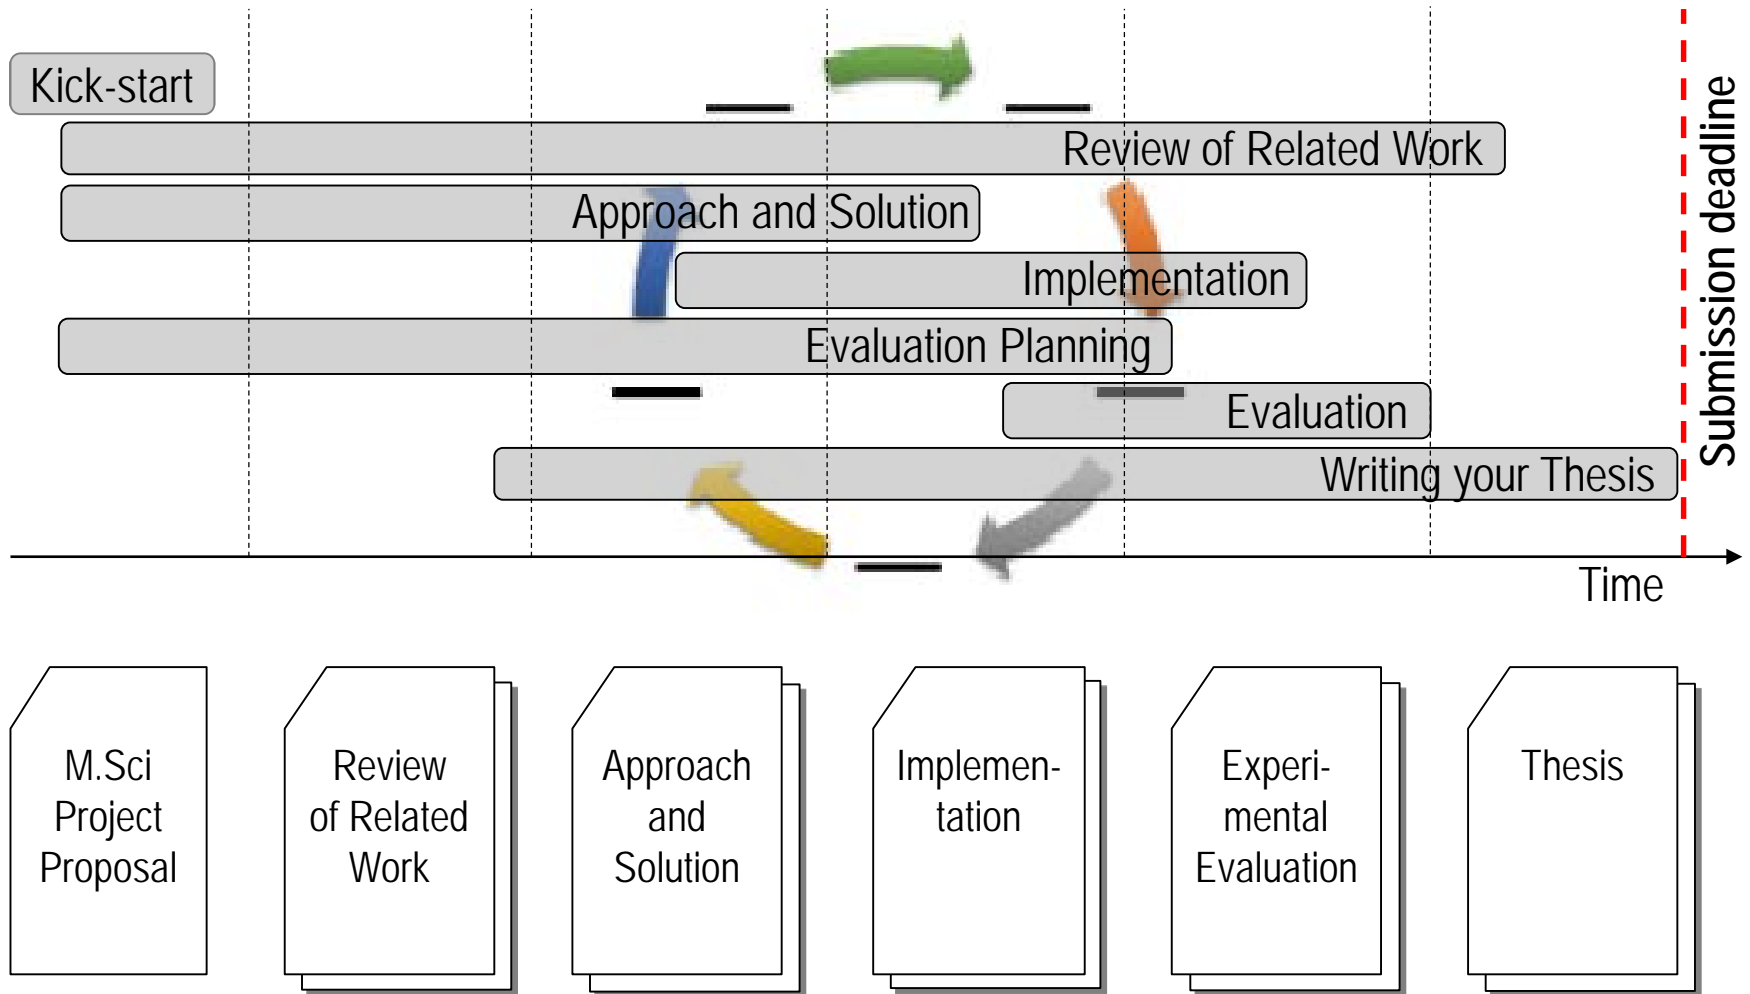 Kick-start
Review of Related Work
Approach and Solution
Implementation
Evaluation Planning
Evaluation
Writing your Thesis
Submission deadline
Time
M.Sci
Project
Proposal
Review
of Related
Work
Approach
and
Solution
Implemen-
tation
Experi-
mental
Evaluation
Thesis